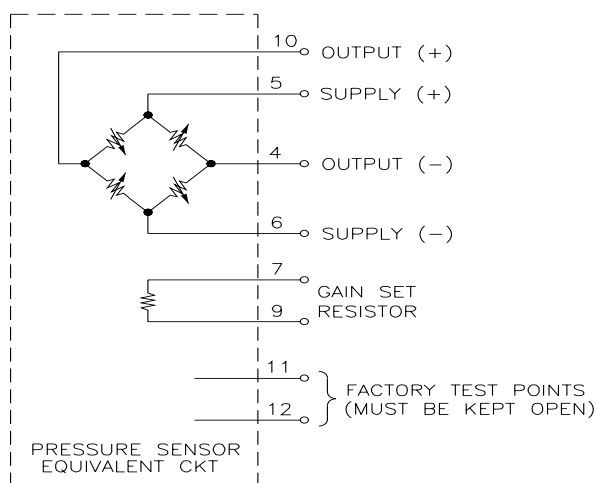 10 OUTPUT (+)
5 SUPPLY (+)
4 OUTPUT (-)
6 SUPPLY (-)
7
GAIN SET
RESISTOR
9
11
FACTORY TEST POINTS
(MUST BE KEPT OPEN)
12
PRESSURE SENSOR
EQUIVALENT CKT